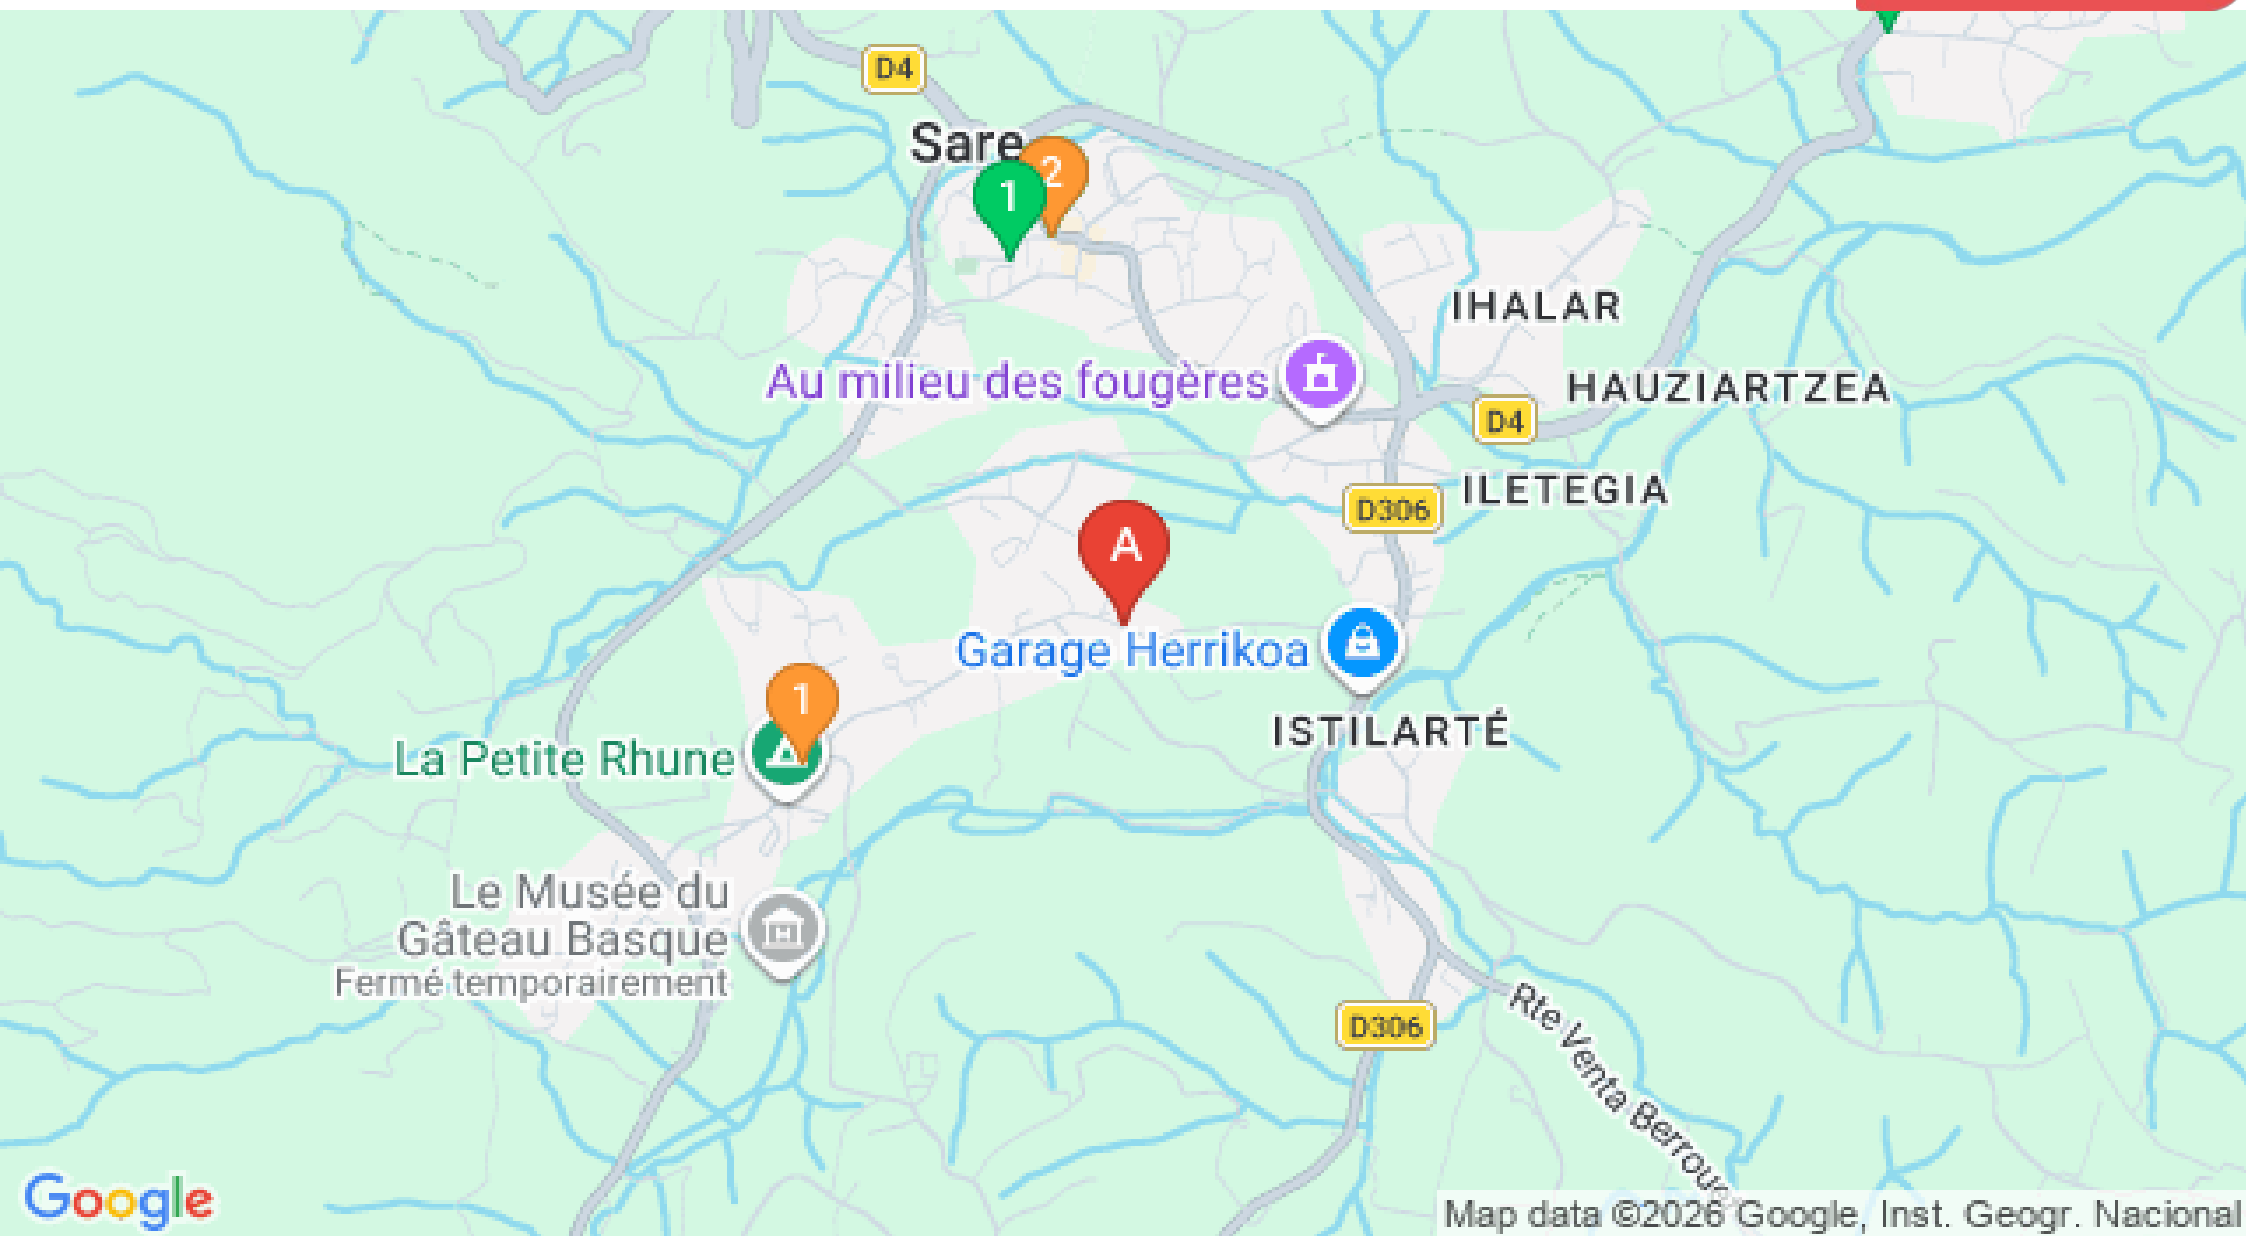 D4
Sare
2
1
IHALAR
Au milieu des fougères
HAUZIARTZEA
D4
ILETEGIA
D306
A
Garage Herrikoa
1
ISTILARTÉ
La Petite Rhune
Le Musée du
Gâteau Basque
Fermé temporairement
D306
Rte Venta Berrou
Google
Map data ©2026 Google, Inst. Geogr. Nacional